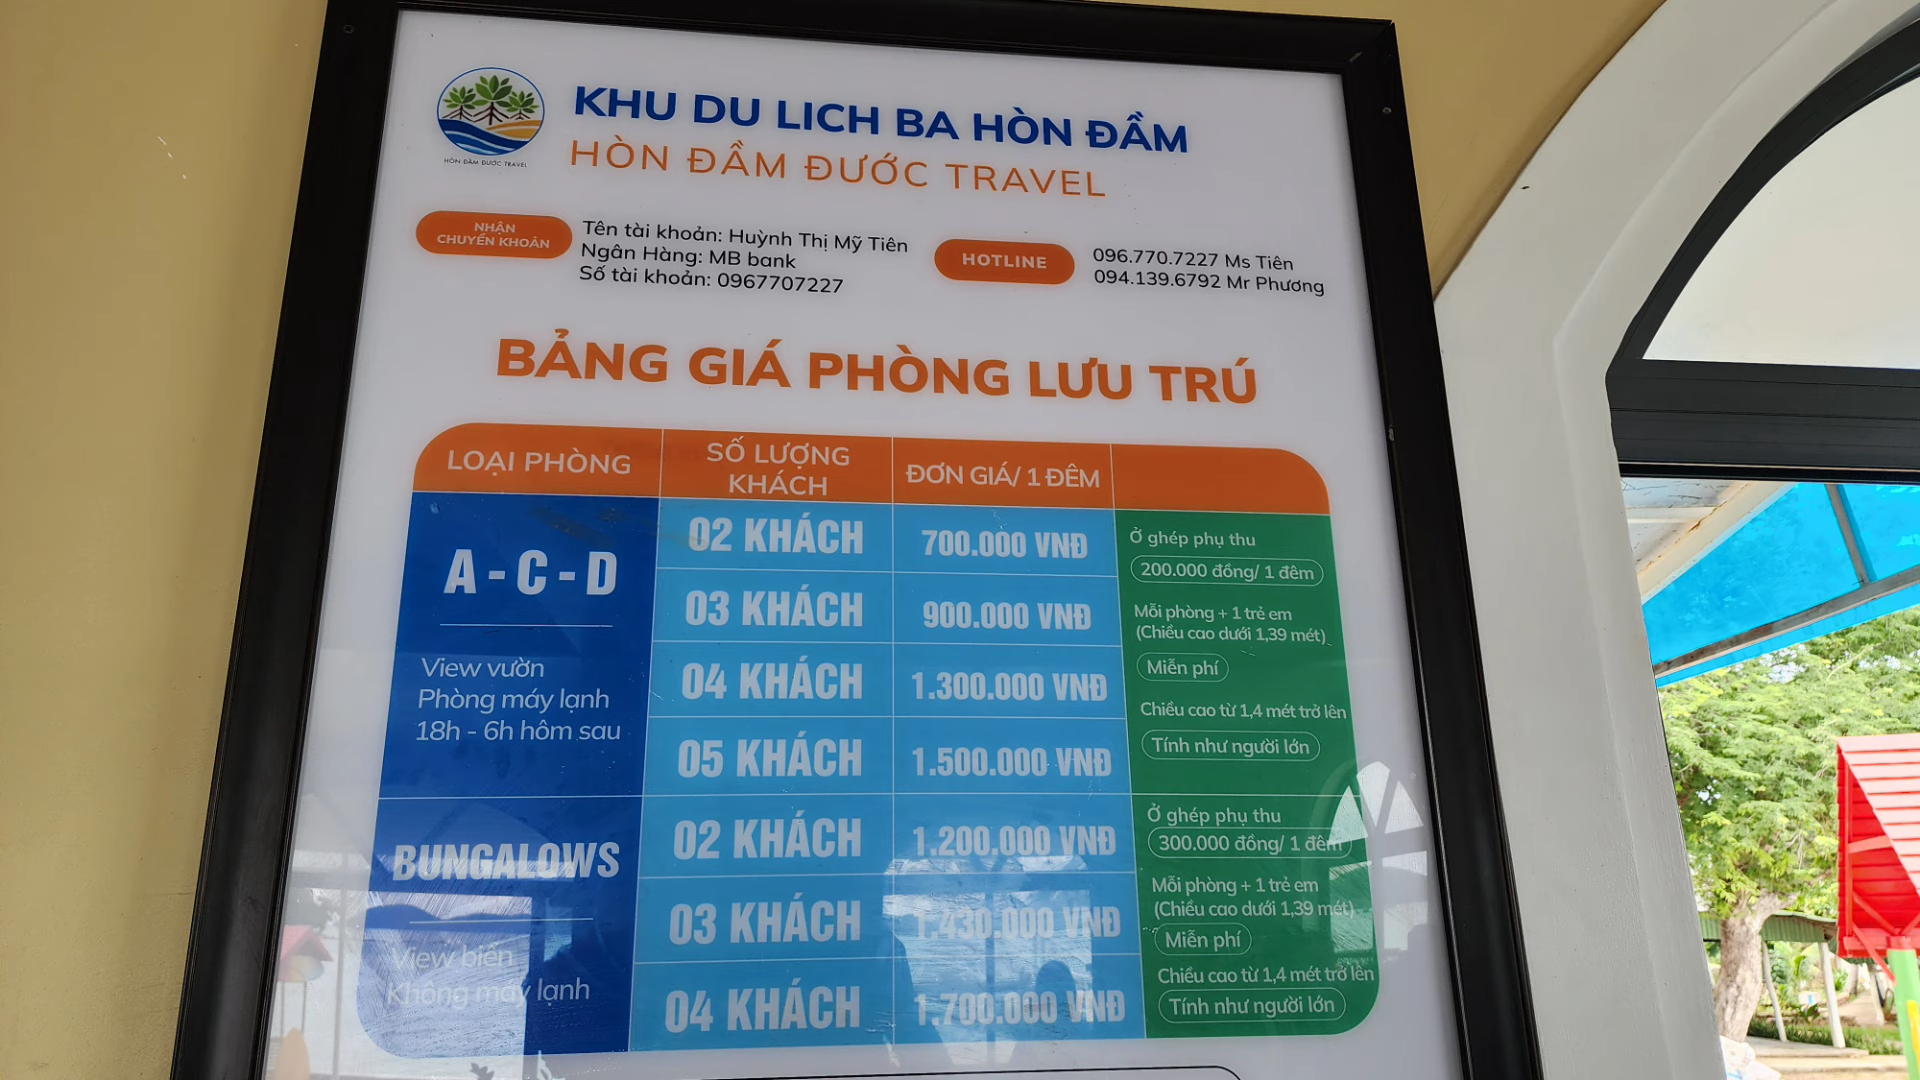 HÒN ĐẦM ĐƯỚC TRAVEL
KHU DU LICH BA HÒN ĐẦM
HÒN ĐẦM ĐƯỚC TRAVEL
NHẬN
CHUYỂN KHOẢN
Tên tài khoản: Huỳnh Thị Mỹ Tiên
Ngân Hàng: MB bank
Số tài khoản: 0967707227
HOTLINE
096.770.7227 Ms Tiên
094.139.6792 Mr Phương
BẢNG GIÁ PHÒNG LƯU TRÚ
LOẠI PHÒNG
SỐ LƯỢNG
KHÁCH
ĐƠN GIÁ/ 1 ĐÊM
A - C - D
View vườn
Phòng máy lạnh
18h - 6h hôm sau
02 KHÁCH
700.000 VNĐ
03 KHÁCH
900.000 VNĐ
04 KHÁCH
1.300.000 VNĐ
05 KHÁCH
1.500.000 VNĐ
Ở ghép phụ thu
200.000 đồng/ 1 đêm
Mỗi phòng + 1 trẻ em
(Chiều cao dưới 1,39 mét)
Miễn phí
Chiều cao từ 1,4 mét trở lên
Tính như người lớn
BUNGALOWS
View biển
Không máy lạnh
02 KHÁCH
1.200.000 VNĐ
03 KHÁCH
1.430.000 VNĐ
04 KHÁCH
1.700.000 VNĐ
Ở ghép phụ thu
300.000 đồng/ 1 đêm
Mỗi phòng + 1 trẻ em
(Chiều cao dưới 1,39 mét)
Miễn phí
Chiều cao từ 1,4 mét trở lên
Tính như người lớn